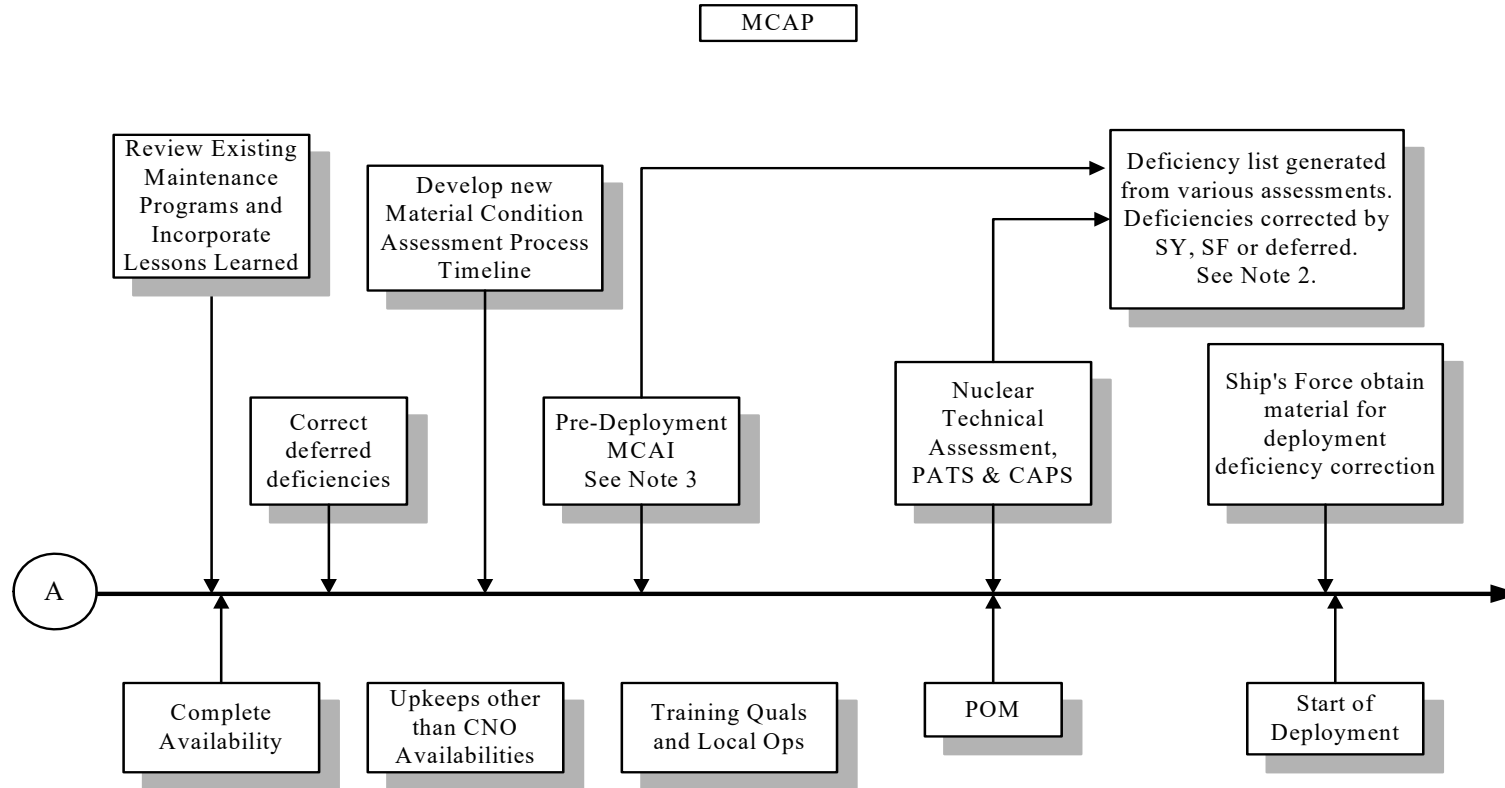 MCAP
Review Existing
Maintenance
Programs and
Incorporate
Lessons Learned
Develop new
Material Condition
Assessment Process
Timeline
Deficiency list generated
from various assessments.
Deficiencies corrected by
SY, SF or deferred.
See Note 2.
Correct
deferred
deficiencies
Pre-Deployment
MCAI
See Note 3
Nuclear
Technical
Assessment,
PATS & CAPS
Ship's Force obtain
material for
deployment
deficiency correction
A
Complete
Availability
Upkeeps other
than CNO
Availabilities
Training Quals
and Local Ops
POM
Start of
Deployment